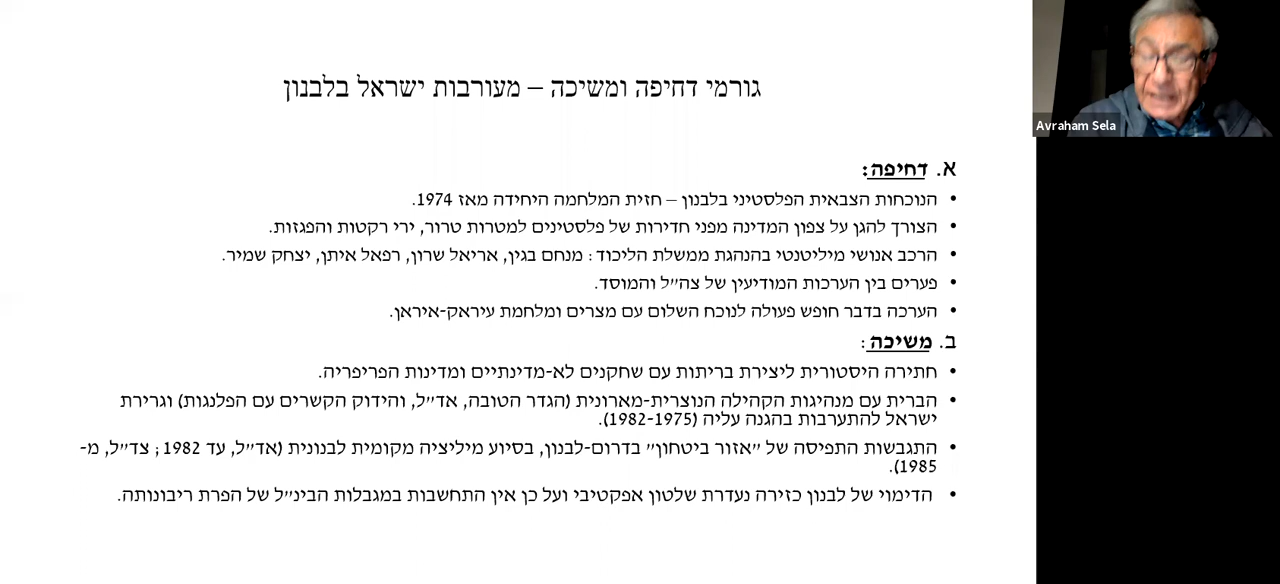 גורמי דחיפה ומשיכה – מעורבות ישראל בלבנון
א. דחיפה:
• הנוכחות הצבאית הפלסטיני בלבנון – חזית המלחמה היחידה מאז 1974.
• הצורך להגן על צפון המדינה מפני חדירות של פלסטינים למטרות טרור, ירי רקטות והפגזות.
• הרכב אנושי מיליטנטי בהנהגת ממשלת הליכוד: מנחם בגין, אריאל שרון, רפאל איתן, יצחק שמיר.
• פערים בין הערכות המודיעין של צה"ל והמוסד.
• הערכה בדבר חופש פעולה לנוכח השלום עם מצרים ומלחמת עיראק-איראן.
ב. משיכה:
• חתירה היסטורית ליצירת בריתות עם שחקנים לא-מדינתיים ומדינות הפריפריה.
• הברית עם מנהיגות הקהילה הנוצרית-מארונית (הגדר הטובה, אד"ל, והידוק הקשרים עם הפלנגות) וגרירת
ישראל להתערבות בהגנה עליה (1982-1975).
• התגבשות התפיסה של "אזור ביטחון" בדרום-לבנון, בסיוע מיליציה מקומית לבנונית (אד"ל, עד 1982; צד"ל, מ-
1985).
• הדימוי של לבנון כזירה נעדרת שלטון אפקטיבי ועל כן אין התחשבות במגבלות הבינ"ל של הפרת ריבונותה.
Avraham Sela